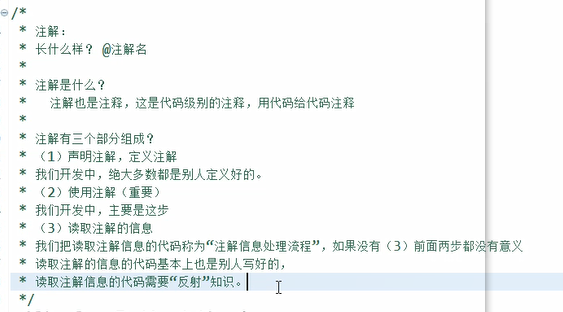 /*
* 注解：
* 长什么样？ @注解名
*
* 注解是什么？
* 注解也是注释，这是代码级别的注释，用代码给代码注释
*
* 注解有三个部分组成？
* （1）声明注解，定义注解
* 我们开发中，绝大多数都是别人定义好的。
* （2）使用注解（重要）
* 我们开发中，主要是这步
* （3）读取注解的信息
* 我们把读取注解信息的代码称为“注解信息处理流程”，如果没有（3）前面两步都没有意义
* 读取注解的信息的代码基本上也是别人写好的，
* 读取注解信息的代码需要“反射”知识。
*/